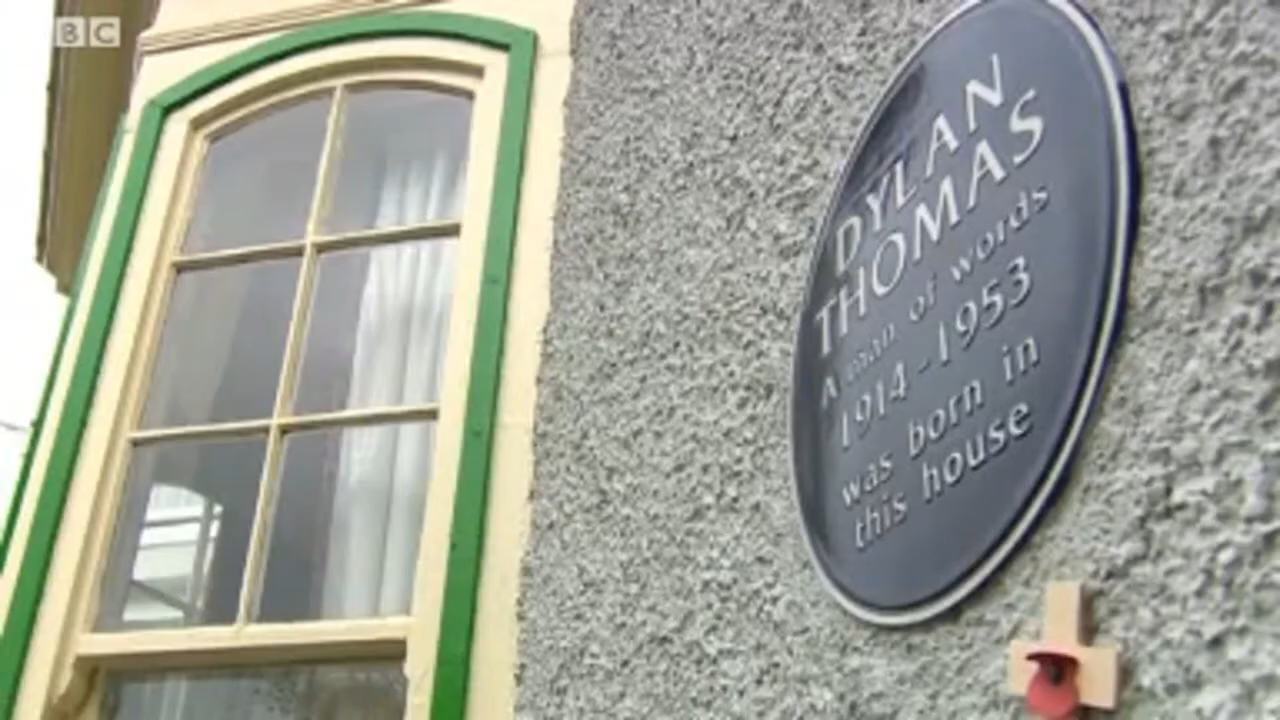 BBC
DYLAN
THOMAS
A man of words
1914-1953
was born in
this house